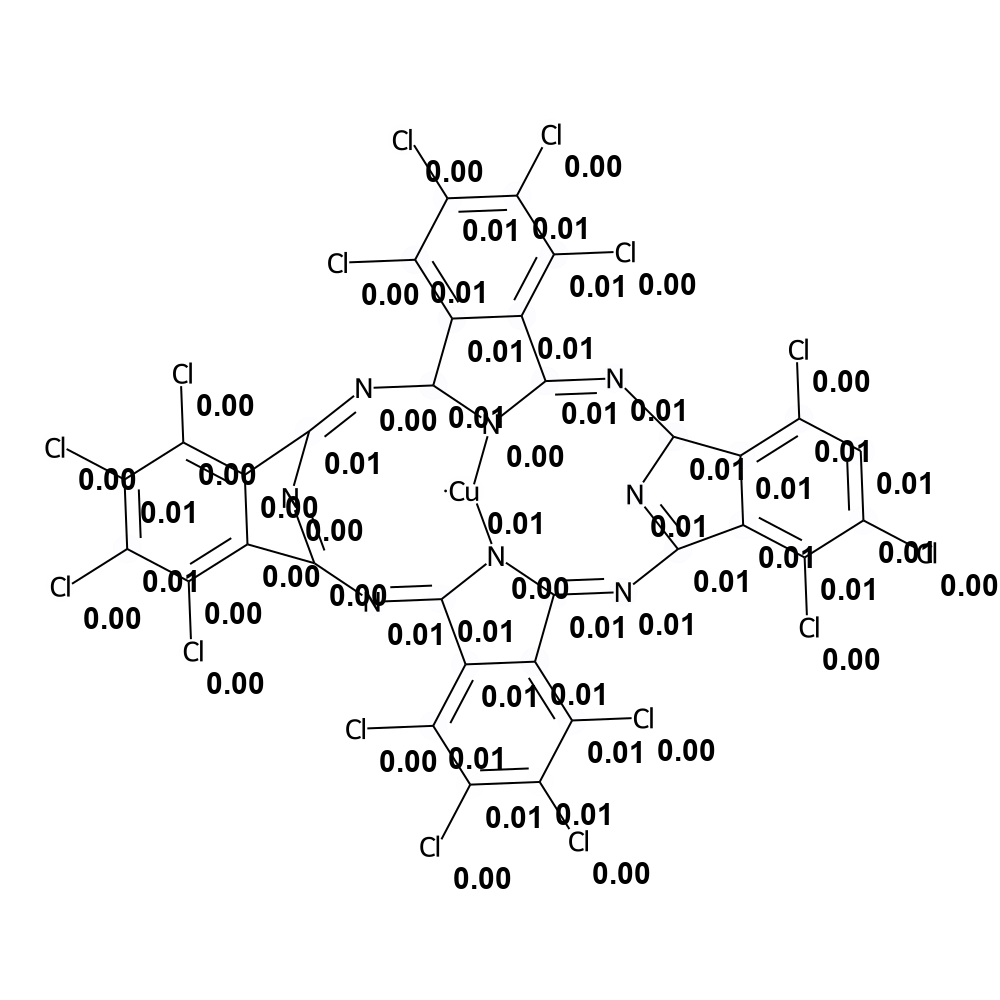 Cl Cl
0.00 0.00
0.01 0.01
Cl Cl
0.00 0.01 0.01 0.00
0.01 0.01
Cl Cl
N N 0.00
0.00 0.00 0.01 0.01 0.01
N
Cl 0.01 0.00 0.01
0.00 0.00 0.01
N ·Cu N 0.01 0.01
0.01 0.00
0.00 0.01 0.01
N 0.01 Cl
0.00 0.01
0.01 0.00 0.00 0.01 0.01 0.00
Cl N N
0.00 0.00 Cl
0.01 0.01 0.01 0.01
Cl 0.00
0.00
0.01 0.01
Cl Cl
0.00 0.01 0.01 0.00
0.01 0.01
Cl Cl
0.00 0.00